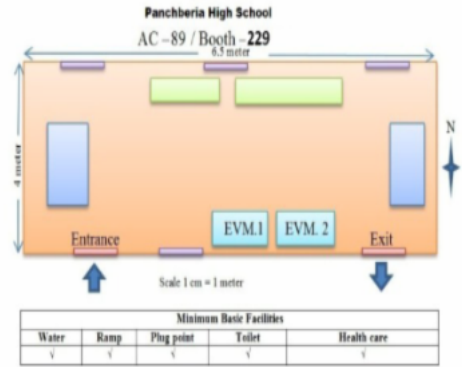 Panchberia High School
AC –89 / Booth –229
6.5 meter
4 meter
N
EVM.1 EVM. 2
Entrance Exit
Scale 1 cm = 1 meter
Minimum Basic Facilities
Water Ramp Plug point Toilet Health care
√ √ √ √ √